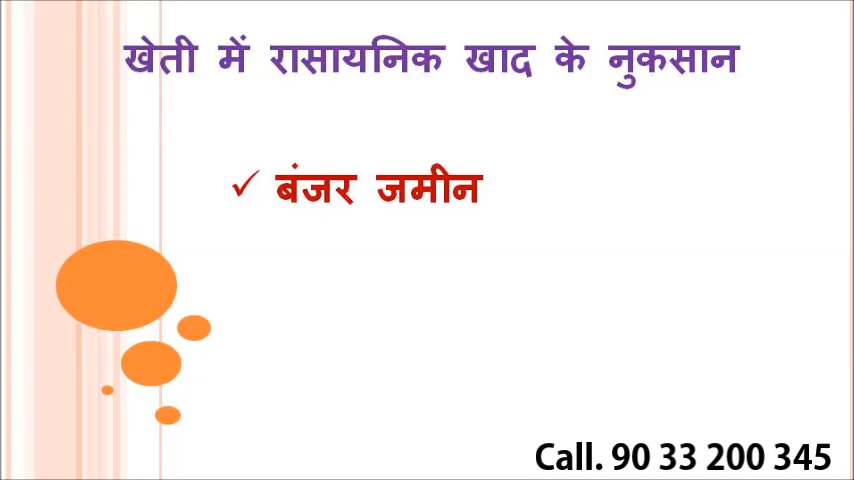 खेती में रासायनिक खाद के नुकसान
✓ बंजर जमीन
Call. 90 33 200 345